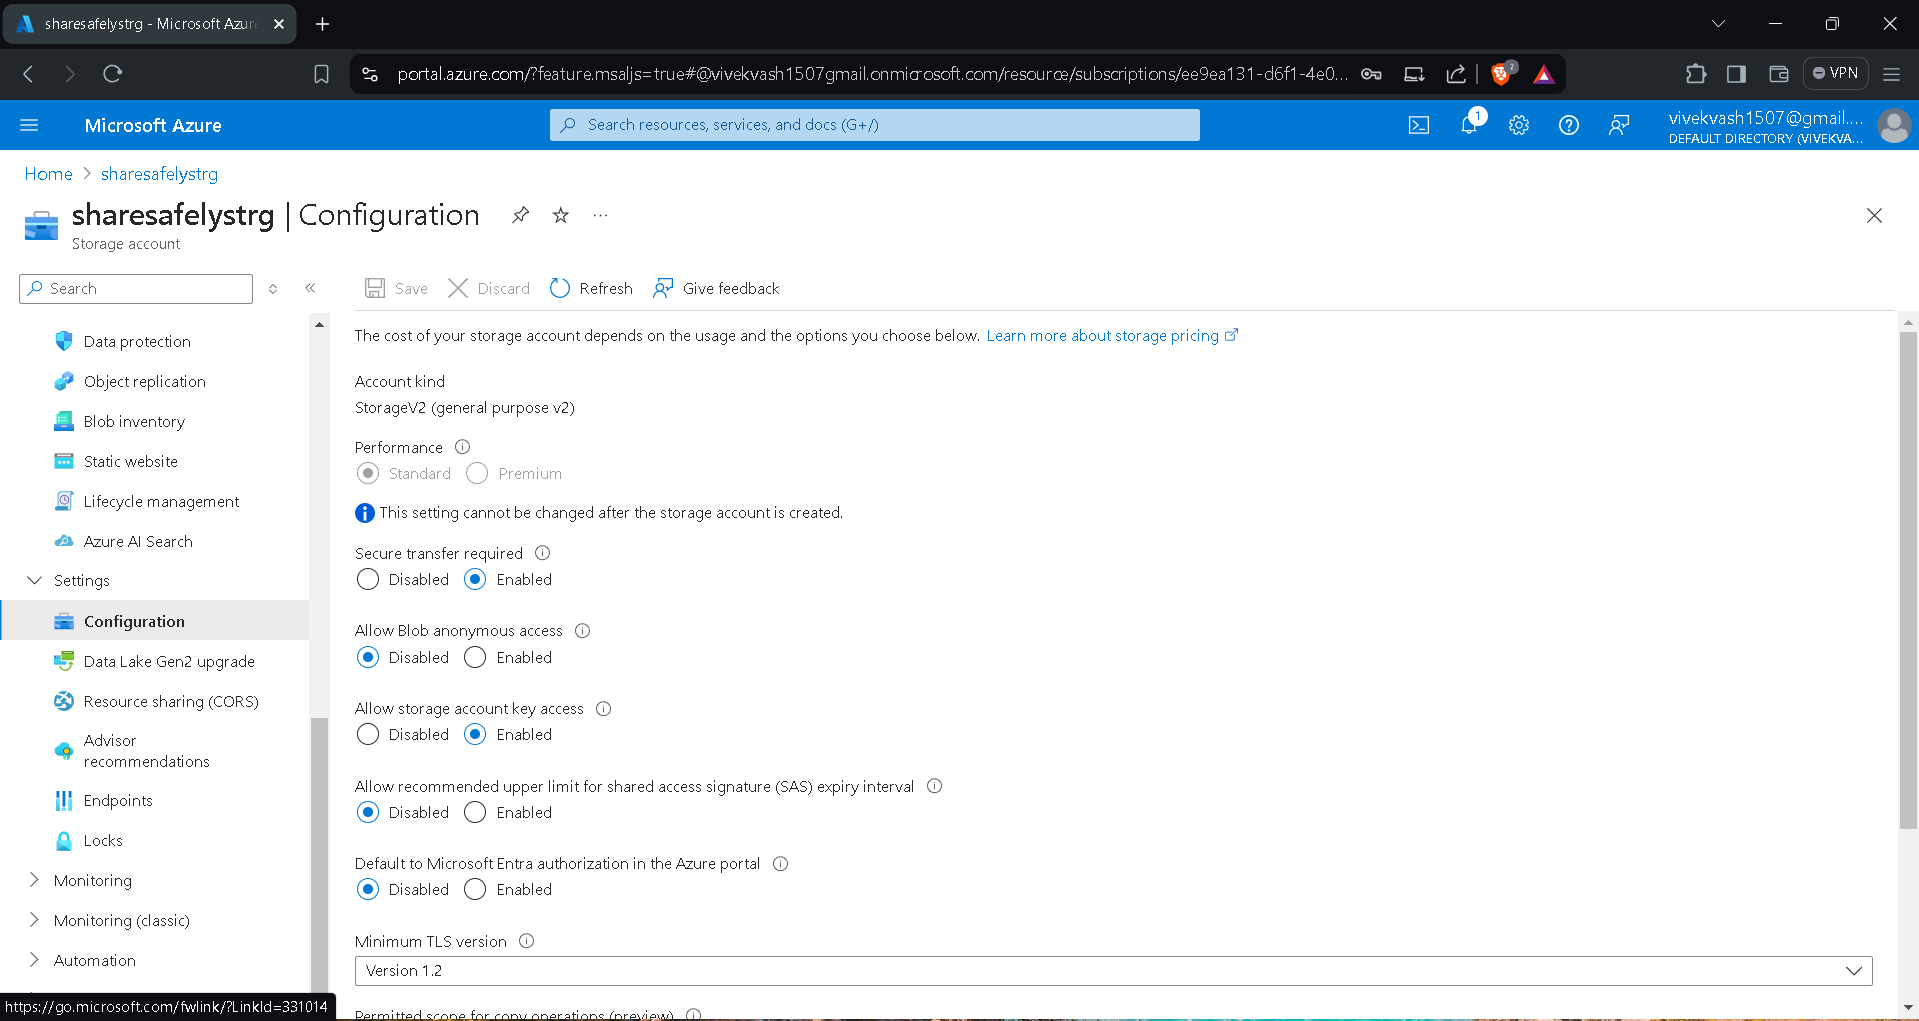 sharesafelystrg - Microsoft Azur
portal.azure.com/?feature.msaljs=true#@vivekvash1507gmail.onmicrosoft.com/resource/subscriptions/ee9ea131-d6f1-4e0...
2
VPN
Microsoft Azure
Search resources, services, and docs (G+/)
1
vivekvash1507@gmail....
DEFAULT DIRECTORY (VIVEKVA...
Home > sharesafelystrg
sharesafelystrg | Configuration
Storage account
Search
Data protection
Object replication
Blob inventory
Static website
Lifecycle management
Azure AI Search
Settings
Configuration
Data Lake Gen2 upgrade
Resource sharing (CORS)
Advisor
recommendations
Endpoints
Locks
Monitoring
Monitoring (classic)
Automation
https://go.microsoft.com/fwlink/?LinkId=331014
Save Discard Refresh Give feedback
The cost of your storage account depends on the usage and the options you choose below. Learn more about storage pricing
Account kind
StorageV2 (general purpose v2)
Performance
Standard Premium
This setting cannot be changed after the storage account is created.
Secure transfer required
Disabled Enabled
Allow Blob anonymous access
Disabled Enabled
Allow storage account key access
Disabled Enabled
Allow recommended upper limit for shared access signature (SAS) expiry interval
Disabled Enabled
Default to Microsoft Entra authorization in the Azure portal
Disabled Enabled
Minimum TLS version
Version 1.2
Permitted scope for copy operations (preview)